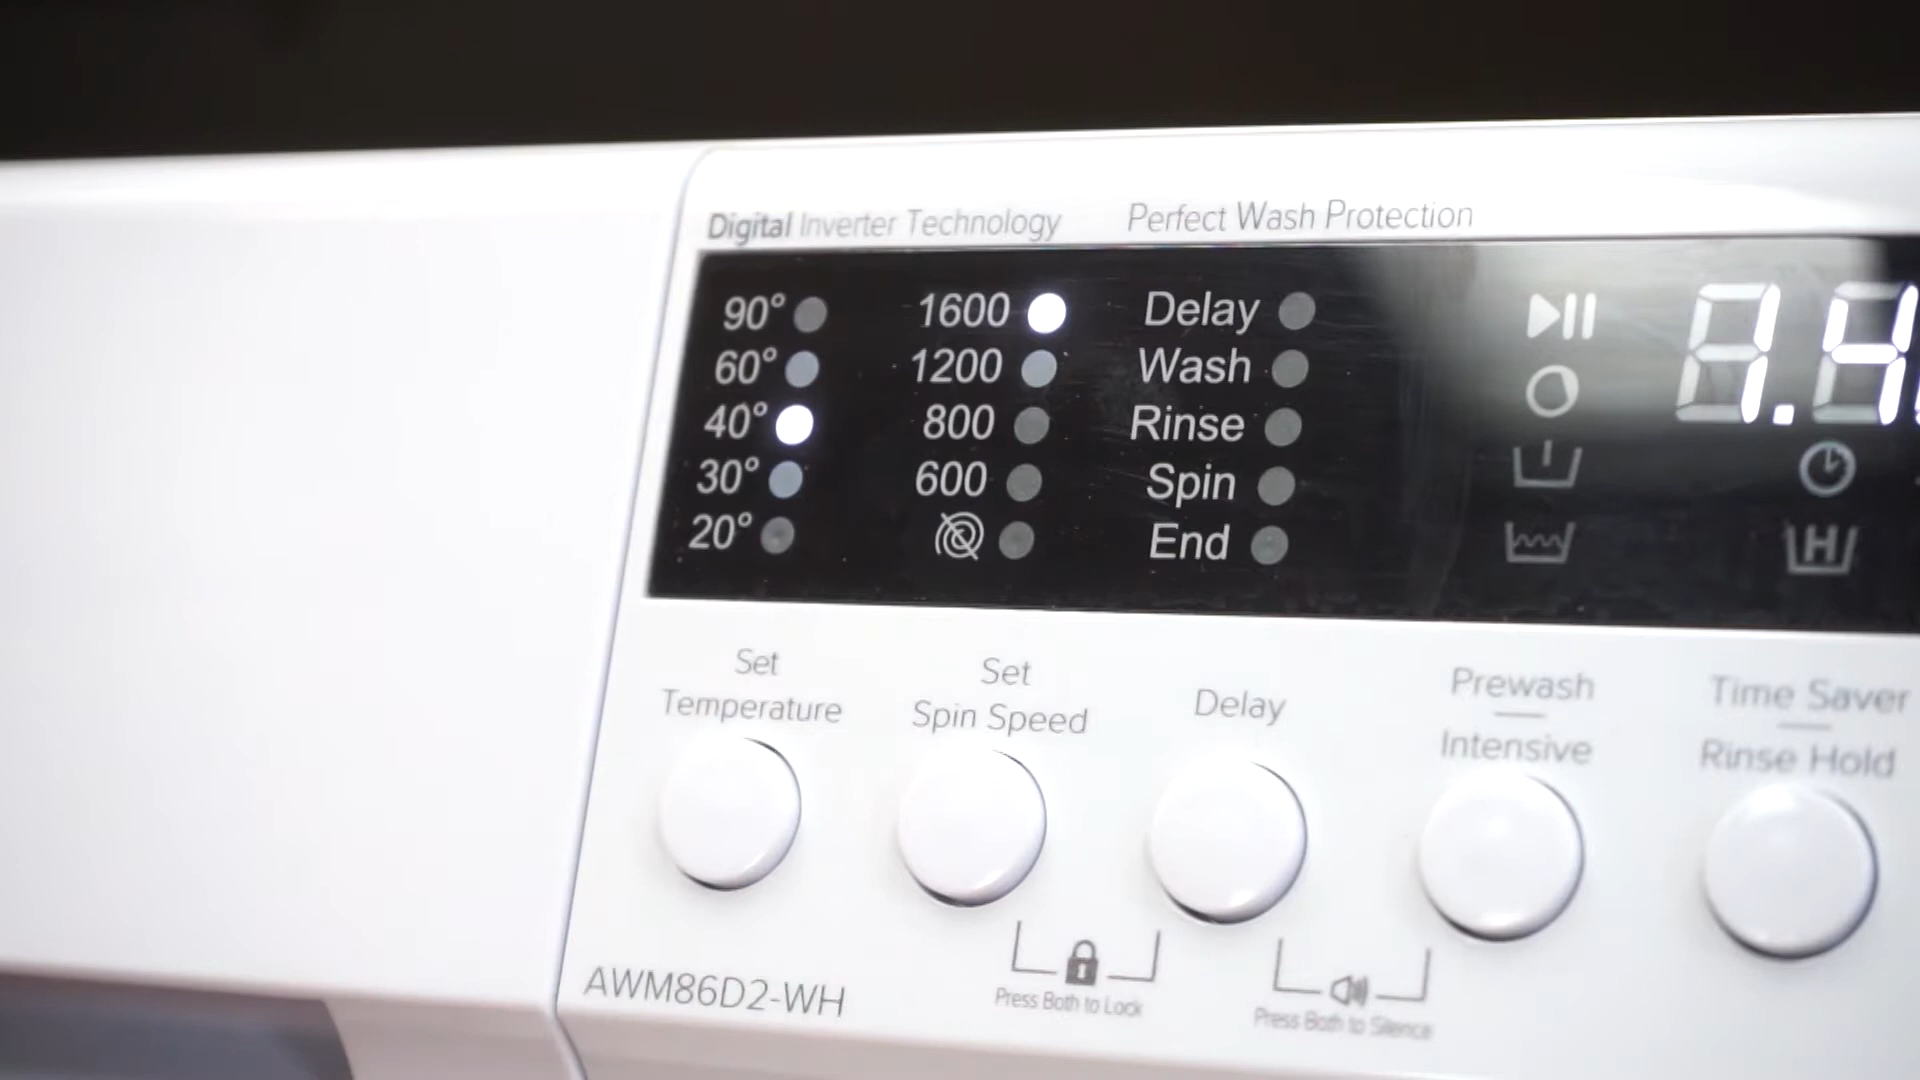 Digital Inverter Technology
Perfect Wash Protection
90° 1600 Delay
60° 1200 Wash
40° 800 Rinse
30° 600 Spin
20° End
Set Temperature
Set Spin Speed
Delay
Prewash
Intensive
Time Saver
Rinse Hold
H
Press Both to Lock
Press Both to Silence
AWM86D2-WH